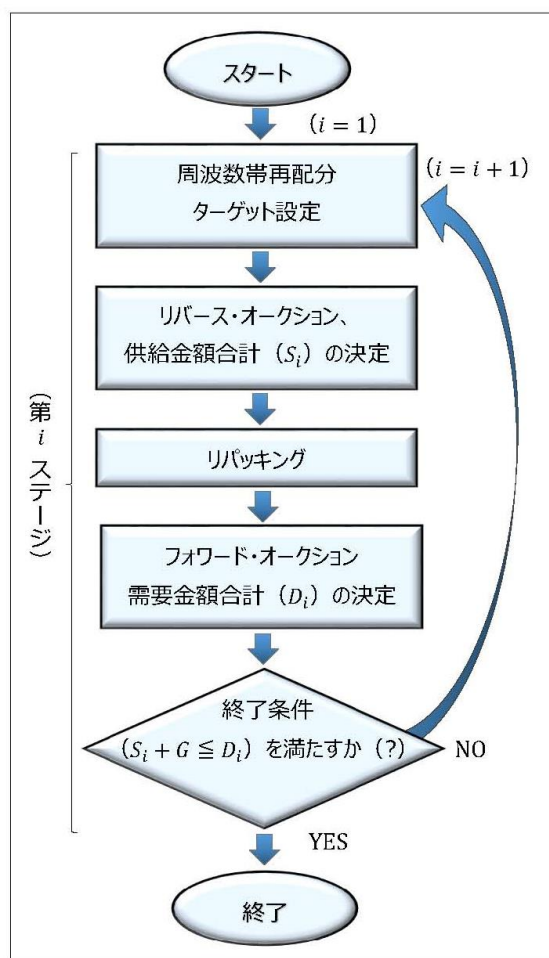 スタート
(i = 1)
周波数帯再配分
ターゲット設定
(i = i + 1)
リバース・オークション、
供給金額合計（S_i）の決定
(第 i ステージ)
リパッキング
フォワード・オークション
需要金額合計（D_i）の決定
終了条件
(S_i + G ≦ D_i) を満たすか（?）
NO
YES
終了